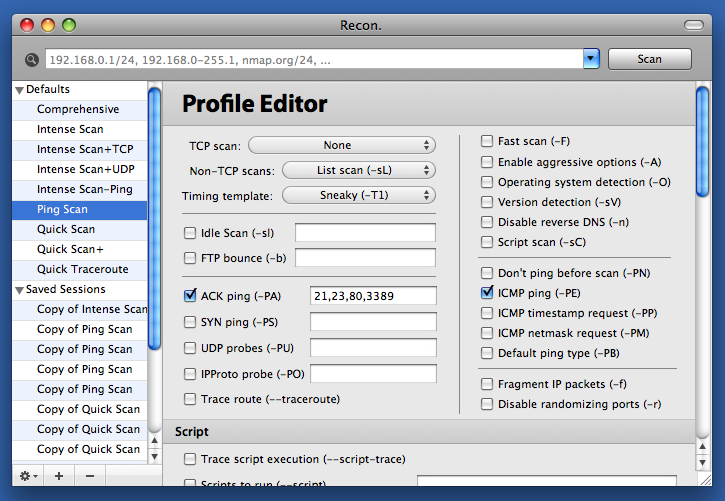 Recon.
192.168.0.1/24, 192.168.0-255.1, nmap.org/24, ...
Scan
Defaults
Comprehensive
Intense Scan
Intense Scan+TCP
Intense Scan+UDP
Intense Scan-Ping
Ping Scan
Quick Scan
Quick Scan+
Quick Traceroute
Saved Sessions
Copy of Intense Scan
Copy of Ping Scan
Copy of Ping Scan
Copy of Ping Scan
Copy of Ping Scan
Copy of Quick Scan
Copy of Quick Scan
Copy of Quick Scan
Profile Editor
TCP scan: None
Non-TCP scans: List scan (-sL)
Timing template: Sneaky (-T1)
Idle Scan (-sI)
FTP bounce (-b)
ACK ping (-PA) 21,23,80,3389
SYN ping (-PS)
UDP probes (-PU)
IPProto probe (-PO)
Trace route (--traceroute)
Fast scan (-F)
Enable aggressive options (-A)
Operating system detection (-O)
Version detection (-sV)
Disable reverse DNS (-n)
Script scan (-sC)
Don't ping before scan (-PN)
ICMP ping (-PE)
ICMP timestamp request (-PP)
ICMP netmask request (-PM)
Default ping type (-PB)
Fragment IP packets (-f)
Disable randomizing ports (-r)
Script
Trace script execution (--script-trace)
Scripts to run (--script)